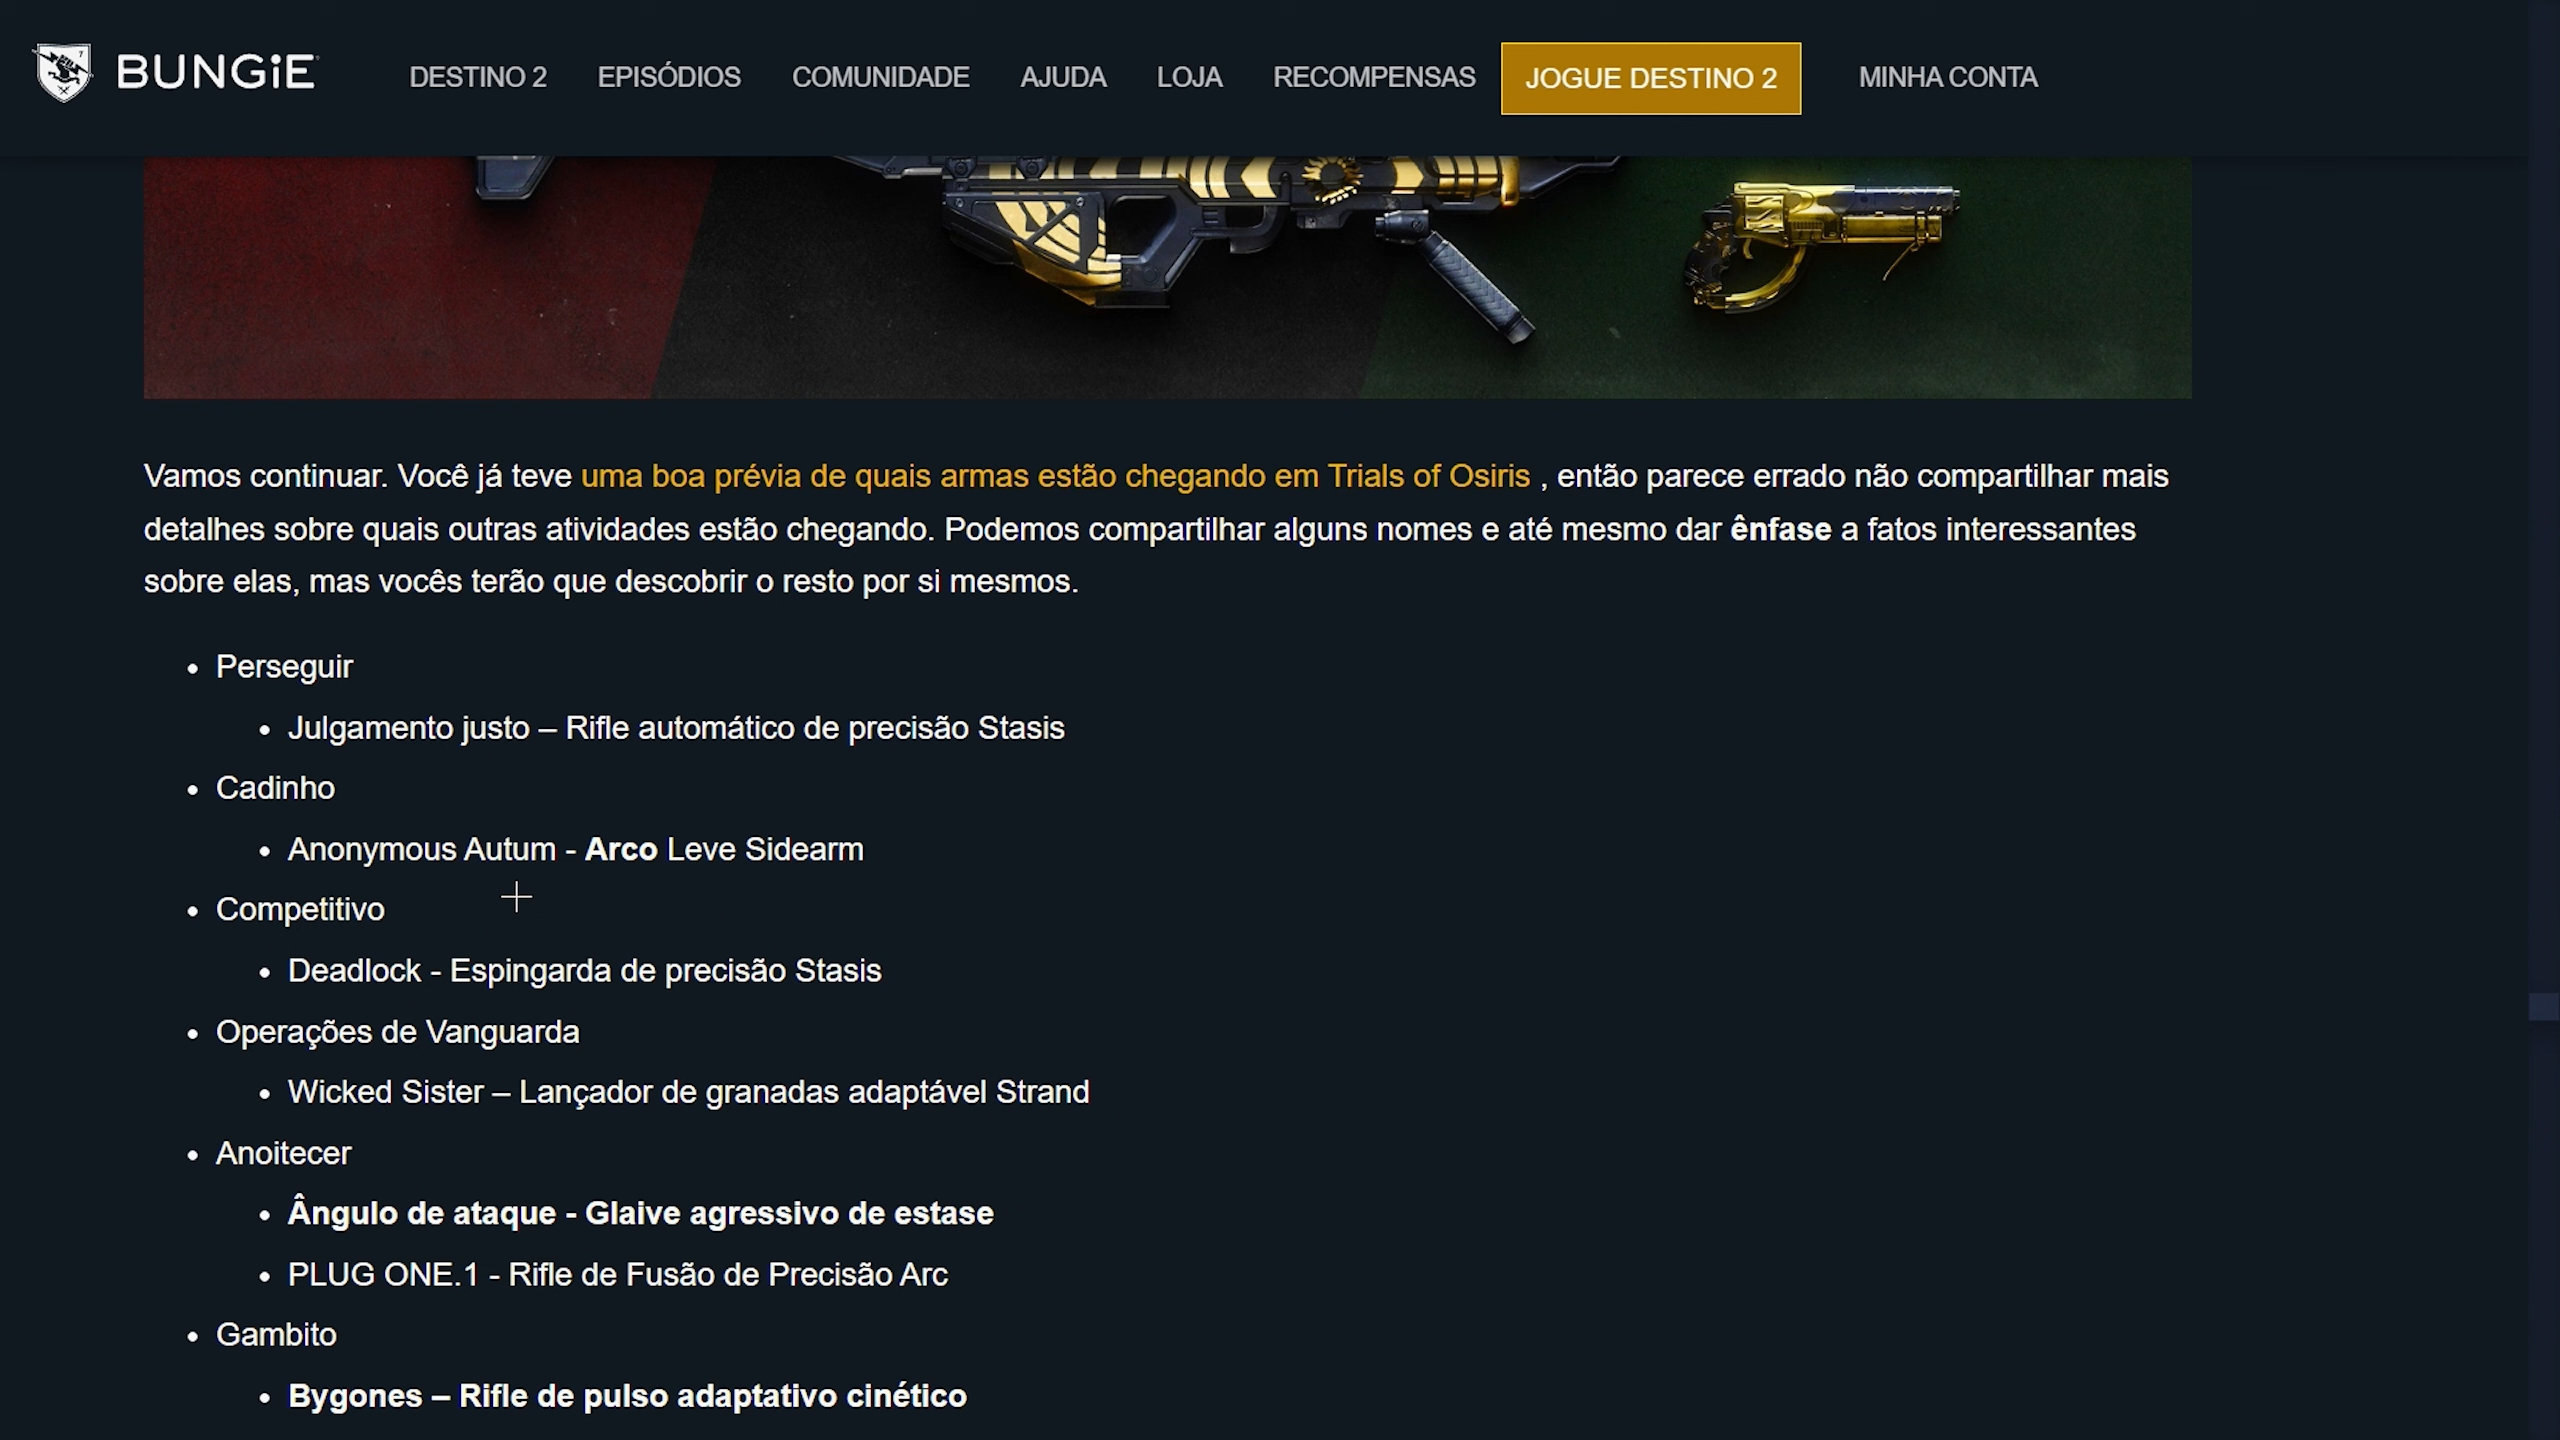 BUNGiE
DESTINO 2
EPISÓDIOS
COMUNIDADE
AJUDA
LOJA
RECOMPENSAS
JOGUE DESTINO 2
MINHA CONTA
Vamos continuar. Você já teve uma boa prévia de quais armas estão chegando em Trials of Osiris , então parece errado não compartilhar mais
detalhes sobre quais outras atividades estão chegando. Podemos compartilhar alguns nomes e até mesmo dar ênfase a fatos interessantes
sobre elas, mas vocês terão que descobrir o resto por si mesmos.
• Perseguir
• Julgamento justo – Rifle automático de precisão Stasis
• Cadinho
• Anonymous Autum - Arco Leve Sidearm
• Competitivo
• Deadlock - Espingarda de precisão Stasis
• Operações de Vanguarda
• Wicked Sister – Lançador de granadas adaptável Strand
• Anoitecer
• Ângulo de ataque - Glaive agressivo de estase
• PLUG ONE.1 - Rifle de Fusão de Precisão Arc
• Gambito
• Bygones – Rifle de pulso adaptativo cinético